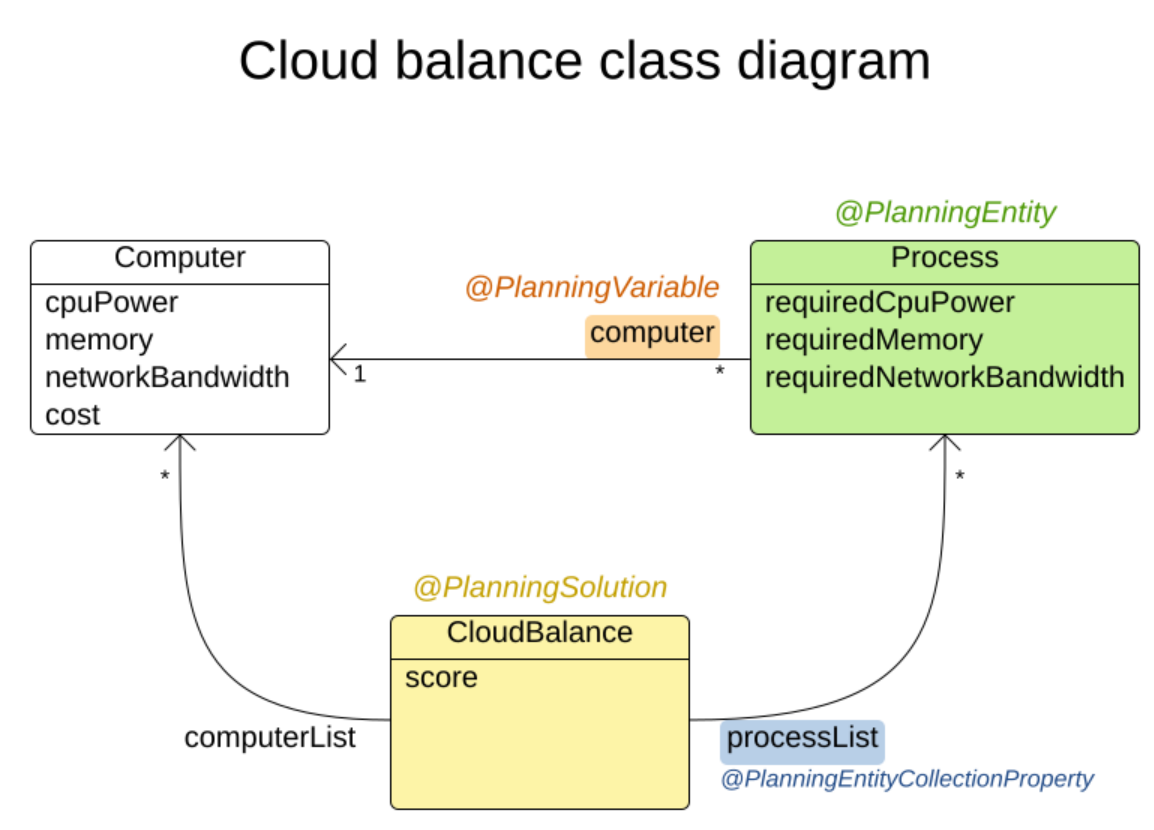 Cloud balance class diagram
@PlanningEntity
Computer
cpuPower
memory
networkBandwidth
cost
@PlanningVariable
computer
1
*
Process
requiredCpuPower
requiredMemory
requiredNetworkBandwidth
*
*
@PlanningSolution
CloudBalance
score
computerList
processList
@PlanningEntityCollectionProperty